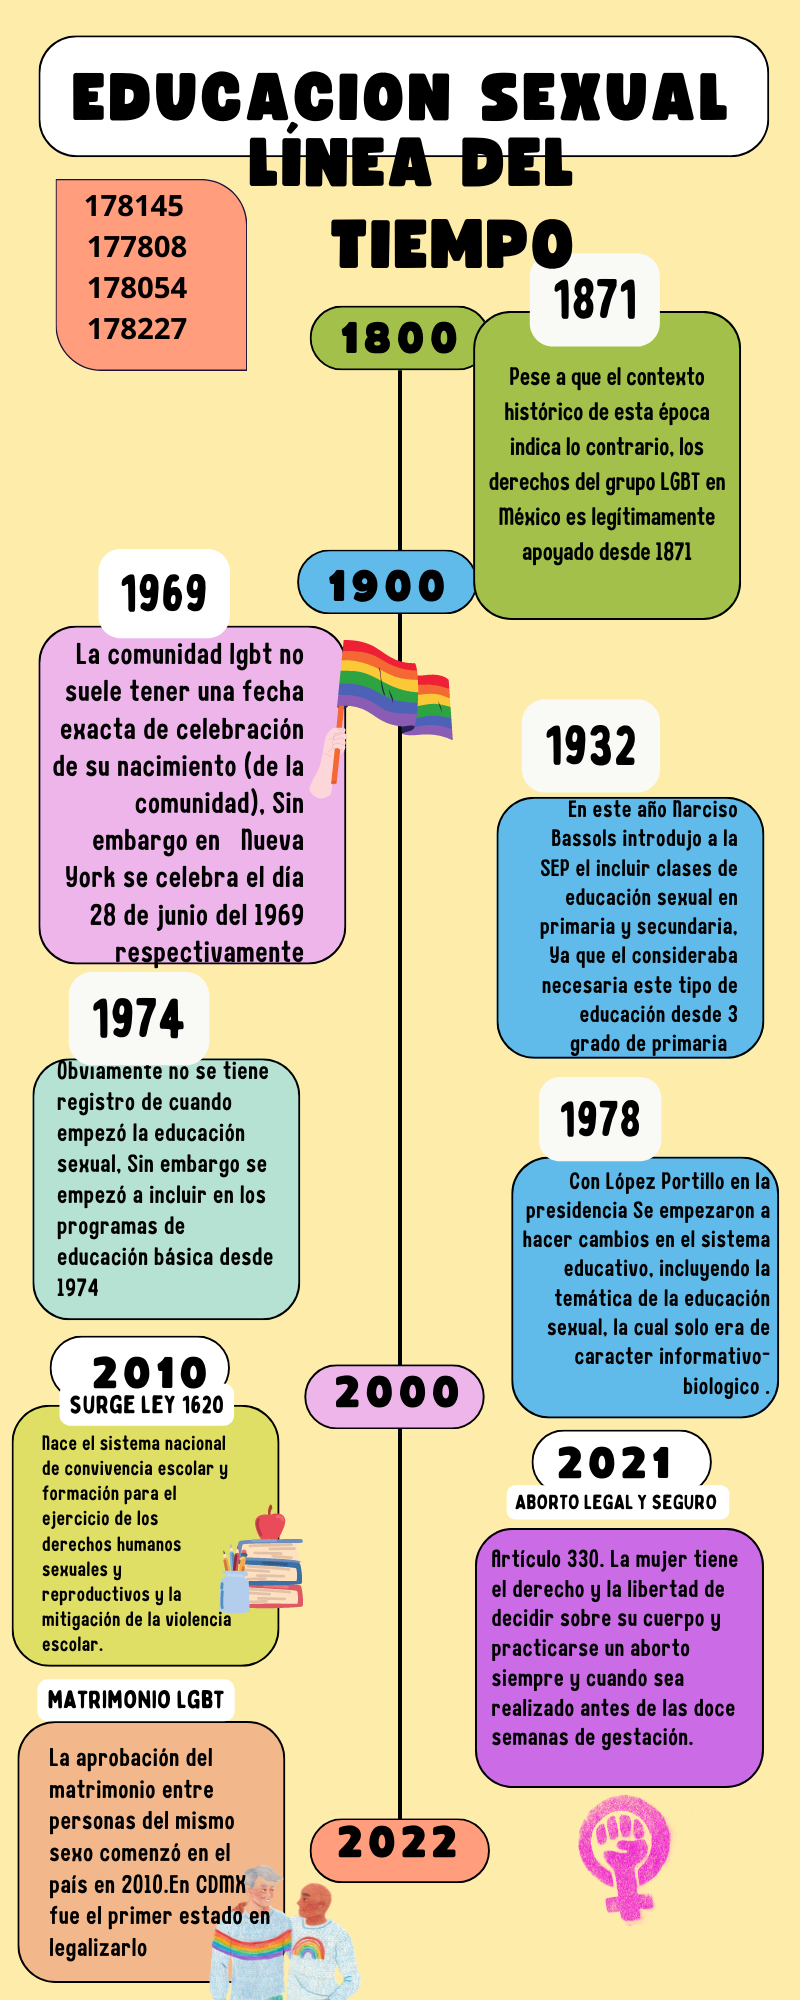 EDUCACION SEXUAL
LÍNEA DEL
TIEMPO
178145
177808
178054
178227
1800
1871
Pese a que el contexto
histórico de esta época
indica lo contrario, los
derechos del grupo LGBT en
México es legítimamente
apoyado desde 1871
1900
1969
La comunidad lgbt no
suele tener una fecha
exacta de celebración
de su nacimiento (de la
comunidad), Sin
embargo en Nueva
York se celebra el día
28 de junio del 1969
respectivamente
1932
En este año Narciso
Bassols introdujo a la
SEP el incluir clases de
educación sexual en
primaria y secundaria,
Ya que el consideraba
necesaria este tipo de
educación desde 3
grado de primaria
1974
Obviamente no se tiene
registro de cuando
empezó la educación
sexual, Sin embargo se
empezó a incluir en los
programas de
educación básica desde
1974
1978
Con López Portillo en la
presidencia Se empezaron a
hacer cambios en el sistema
educativo, incluyendo la
temática de la educación
sexual, la cual solo era de
caracter informativo-
biologico .
2000
2010
SURGE LEY 1620
Nace el sistema nacional
de convivencia escolar y
formación para el
ejercicio de los
derechos humanos
sexuales y
reproductivos y la
mitigación de la violencia
escolar.
2021
ABORTO LEGAL Y SEGURO
Artículo 330. La mujer tiene
el derecho y la libertad de
decidir sobre su cuerpo y
practicarse un aborto
siempre y cuando sea
realizado antes de las doce
semanas de gestación.
MATRIMONIO LGBT
La aprobación del
matrimonio entre
personas del mismo
sexo comenzó en el
país en 2010.En CDMX
fue el primer estado en
legalizarlo
2022